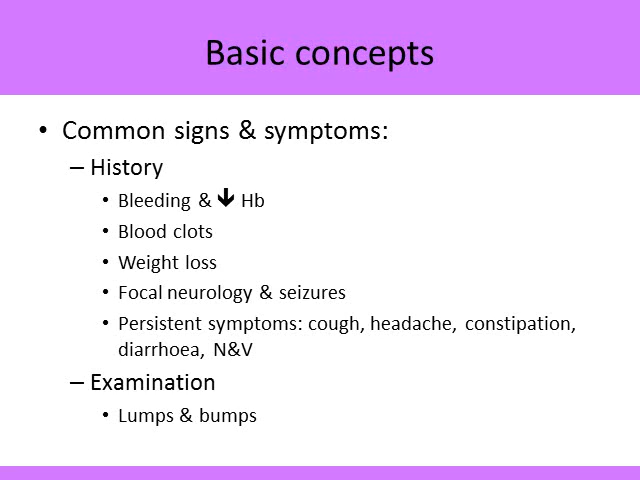 Basic concepts
• Common signs & symptoms:
– History
• Bleeding & 🡻 Hb
• Blood clots
• Weight loss
• Focal neurology & seizures
• Persistent symptoms: cough, headache, constipation,
diarrhoea, N&V
– Examination
• Lumps & bumps